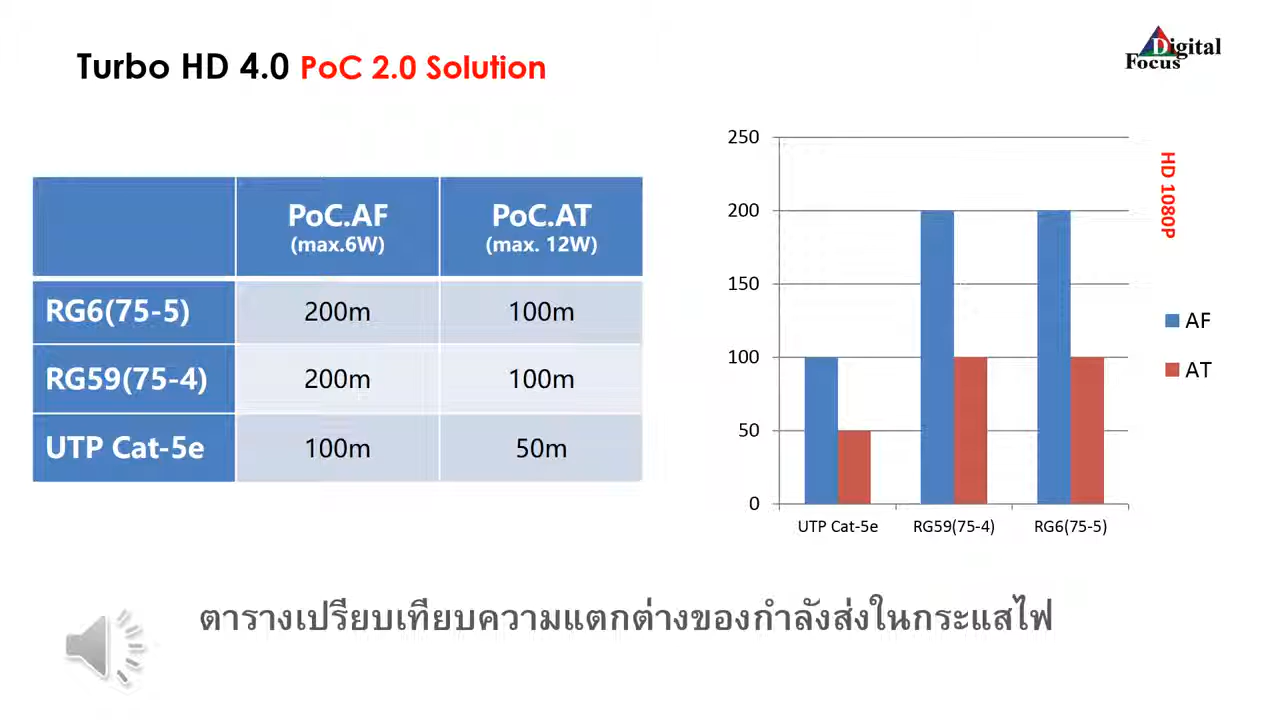 Turbo HD 4.0 PoC 2.0 Solution
Digital
Focus
PoC.AF
(max.6W)
PoC.AT
(max. 12W)
RG6(75-5) 200m 100m
RG59(75-4) 200m 100m
UTP Cat-5e 100m 50m
250
200
150
100
50
0
UTP Cat-5e RG59(75-4) RG6(75-5)
HD 1080P
AF
AT
ตารางเปรียบเทียบความแตกต่างของกำลังส่งในกระแสไฟ